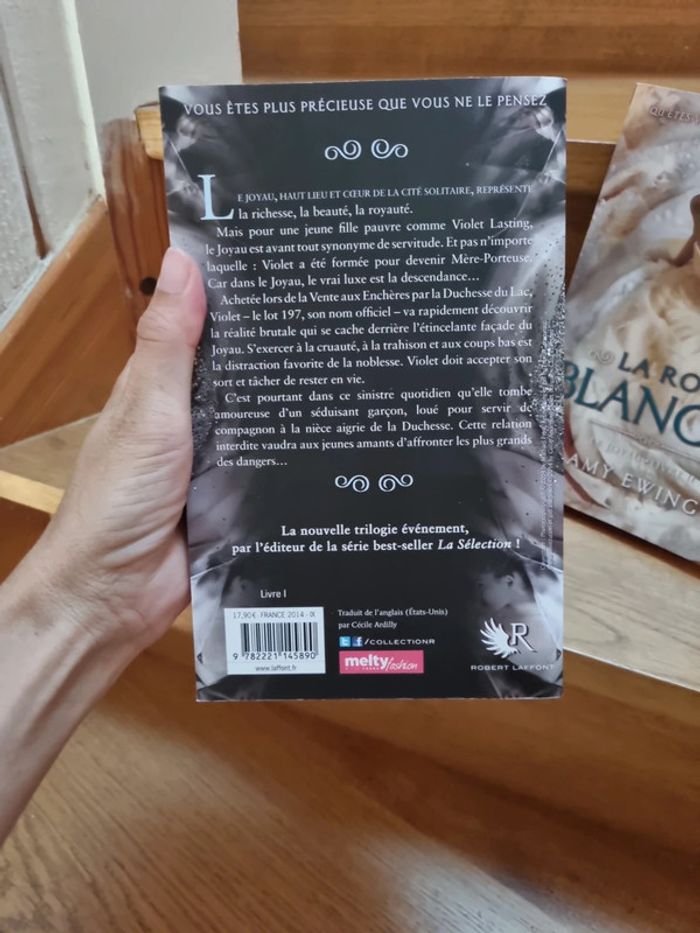 VOUS ÊTES PLUS PRÉCIEUSE QUE VOUS NE LE PENSEZ
LE JOYAU, HAUT LIEU ET CŒUR DE LA CITÉ SOLITAIRE, REPRÉSENTE
la richesse, la beauté, la royauté.
Mais pour une jeune fille pauvre comme Violet Lasting,
le Joyau est avant tout synonyme de servitude. Et pas n'importe
laquelle : Violet a été formée pour devenir Mère-Porteuse.
Car dans le Joyau, le vrai luxe est la descendance…
Achetée lors de la Vente aux Enchères par la Duchesse du Lac,
Violet – le lot 197, son nom officiel – va rapidement découvrir
la réalité brutale qui se cache derrière l'étincelante façade du
Joyau. S'exercer à la cruauté, à la trahison et aux coups bas est
la distraction favorite de la noblesse. Violet doit accepter son
sort et tâcher de rester en vie.
C'est pourtant dans ce sinistre quotidien qu'elle tombe
amoureuse d'un séduisant garçon, loué pour servir de
compagnon à la nièce aigrie de la Duchesse. Cette relation
interdite vaudra aux jeunes amants d'affronter les plus grands
des dangers…
La nouvelle trilogie événement,
par l'éditeur de la série best-seller La Sélection !
Livre I
17,90 € - FRANCE 2014 - IX
9 782221 145890
www.laffont.fr
Traduit de l'anglais (États-Unis)
par Cécile Ardilly
/COLLECTIONR
melty fashion
R
ROBERT LAFFONT
QU'ÊTES
LA RO
BLANC
AMY EWING